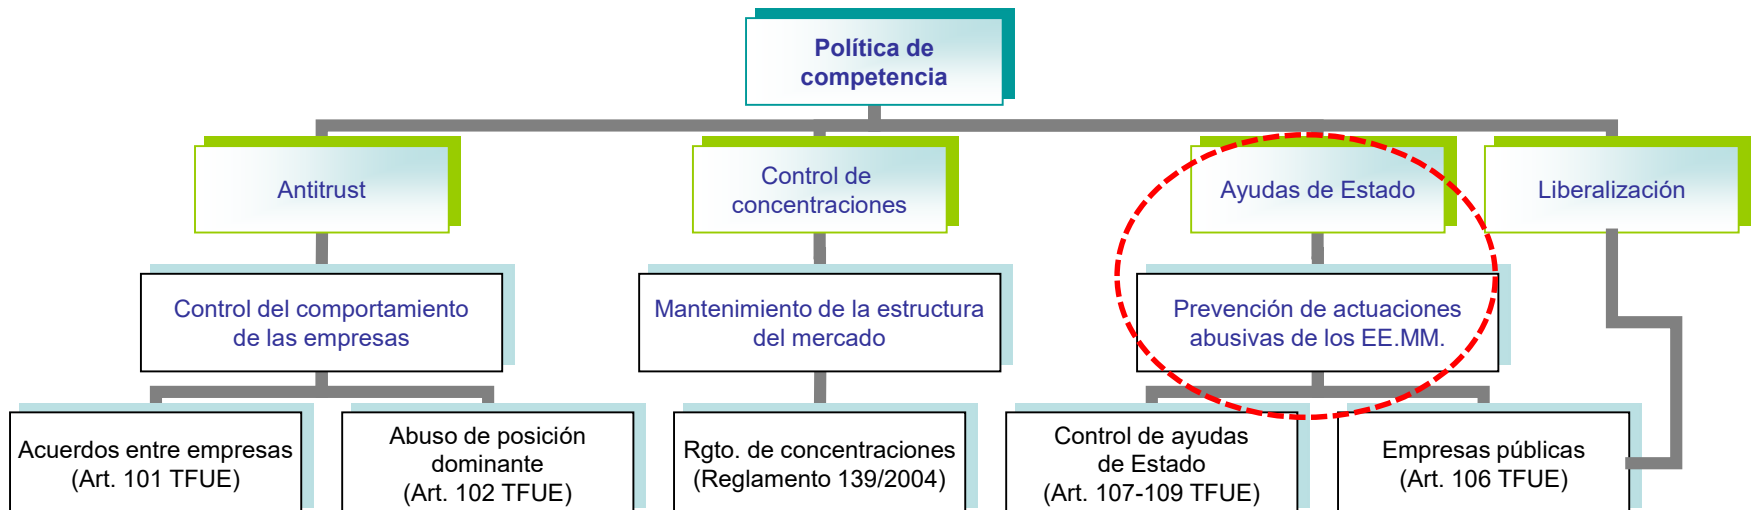 Política de
competencia
Antitrust
Control de
concentraciones
Ayudas de Estado
Liberalización
Control del comportamiento
de las empresas
Mantenimiento de la estructura
del mercado
Prevención de actuaciones
abusivas de los EE.MM.
Acuerdos entre empresas
(Art. 101 TFUE)
Abuso de posición
dominante
(Art. 102 TFUE)
Rgto. de concentraciones
(Reglamento 139/2004)
Control de ayudas
de Estado
(Art. 107-109 TFUE)
Empresas públicas
(Art. 106 TFUE)